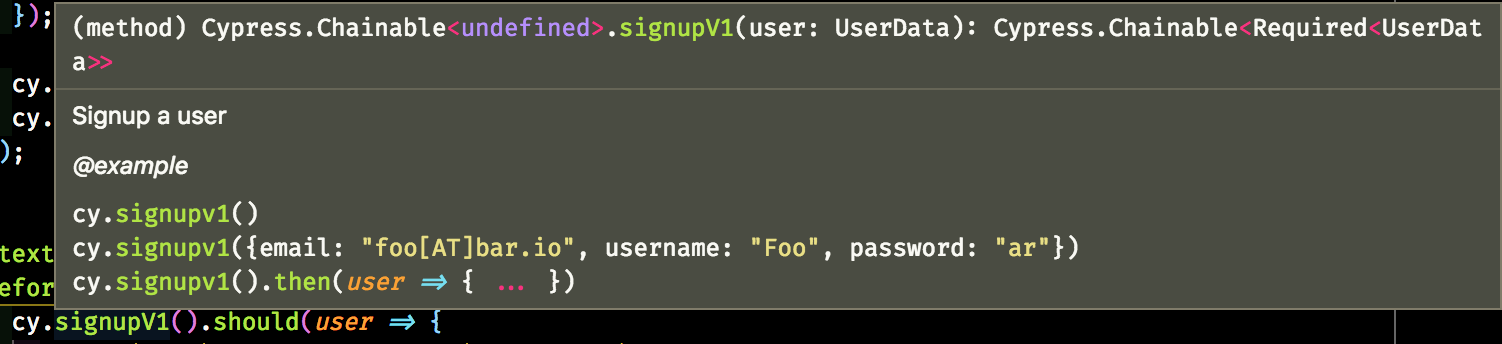 });
(method) Cypress.Chainable<undefined>.signupV1(user: UserData): Cypress.Chainable<Required<UserDat
a>>
cy.
Signup a user
cy.
);
@example
cy.signupv1()
cy.signupv1({email: "foo[AT]bar.io", username: "Foo", password: "ar"})
text
cy.signupv1().then(user => { ... })
efor
cy.signupV1().should(user => {